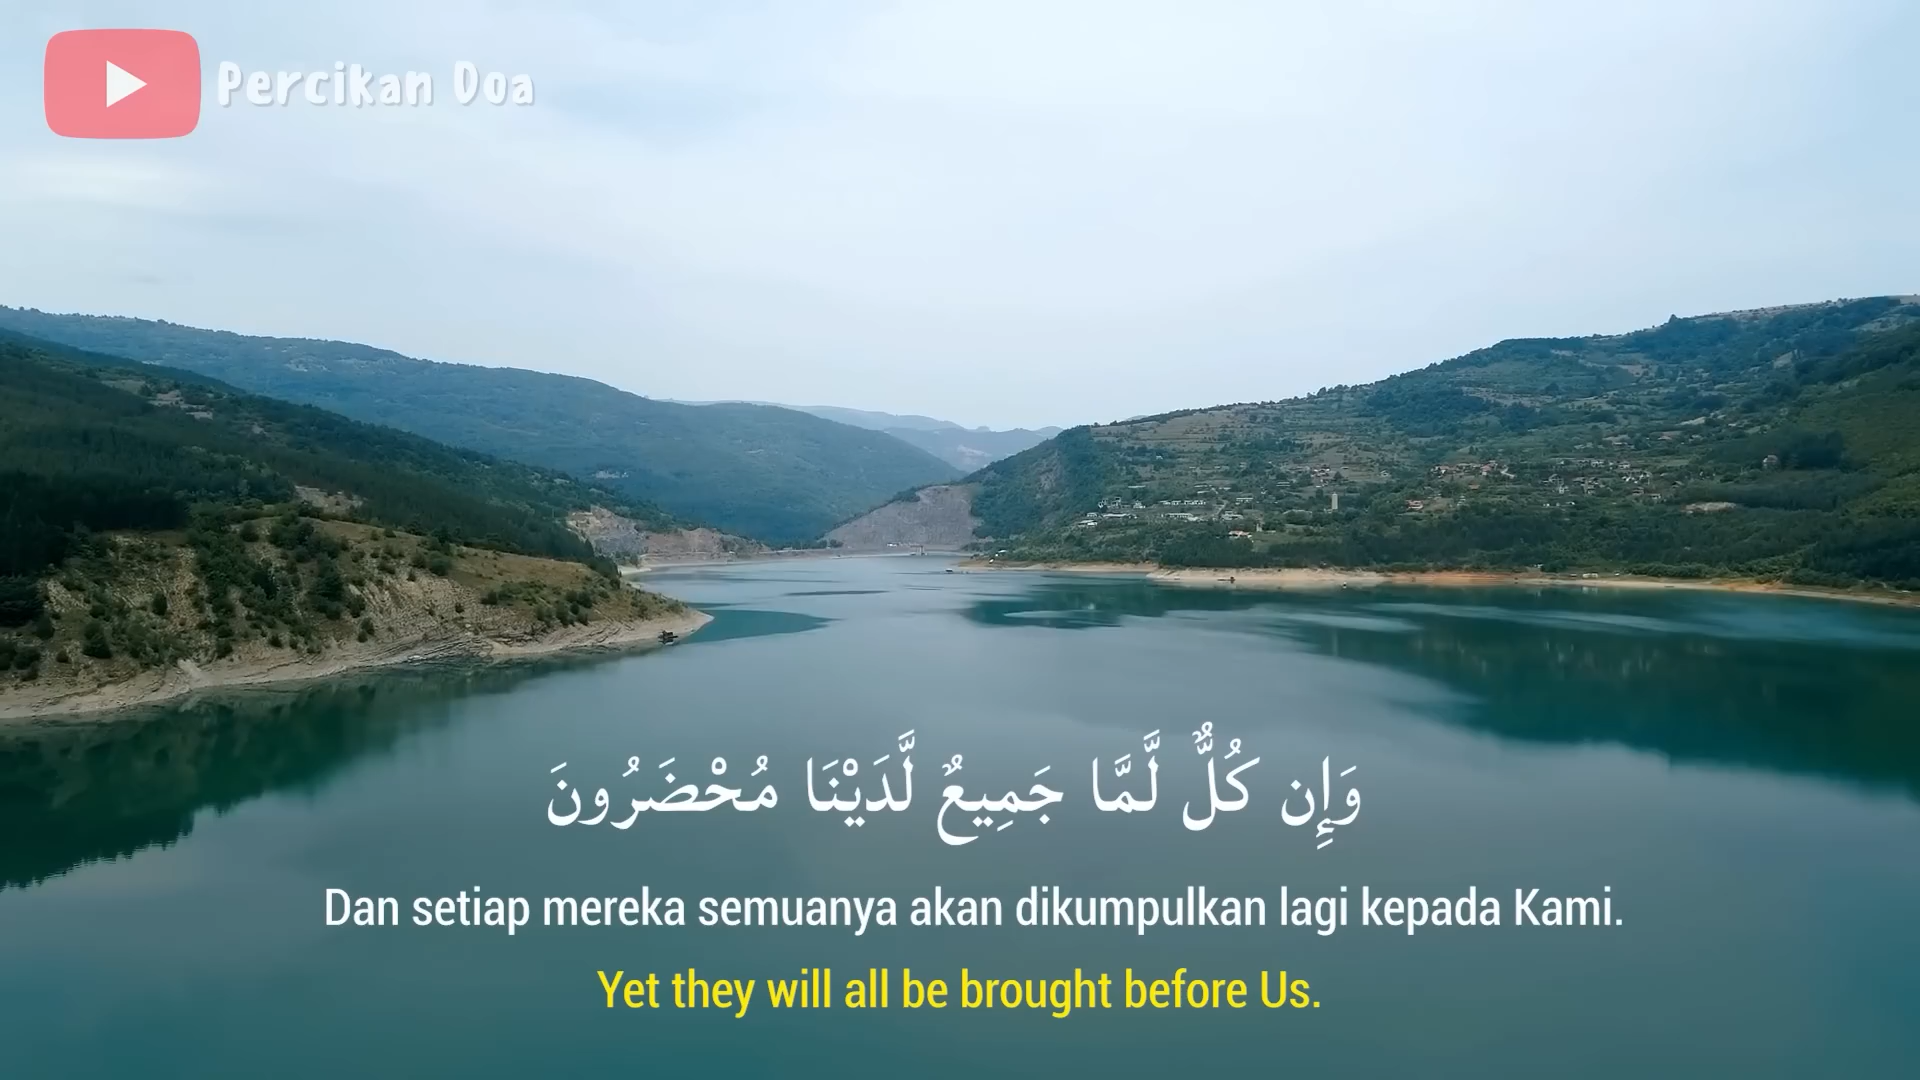 Percikan Doa
وَإِن كُلٌّ لَّمَّا جَمِيعٌ لَّدَيْنَا مُحْضَرُونَ
Dan setiap mereka semuanya akan dikumpulkan lagi kepada Kami.
Yet they will all be brought before Us.